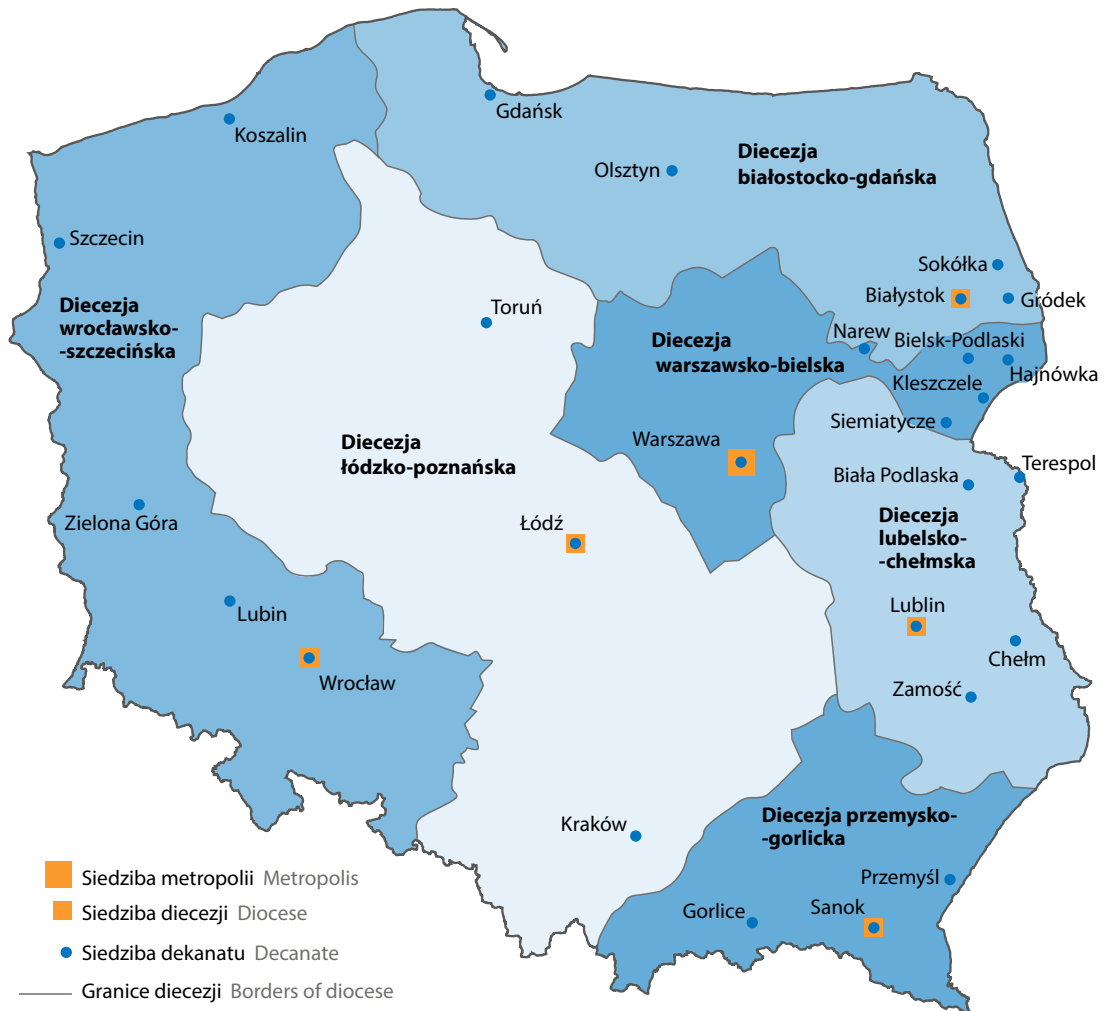 Gdańsk
Koszalin
Diecezja
białostocko-gdańska
Olsztyn
Szczecin
Sokółka
Białystok
Gródek
Diecezja
wrocławsko-
-szczecińska
Toruń
Diecezja
warszawsko-bielska
Narew
Bielsk-Podlaski
Hajnówka
Kleszczele
Siemiatycze
Diecezja
łódzko-poznańska
Warszawa
Terespol
Biała Podlaska
Zielona Góra
Łódź
Diecezja
lubelsko-
-chełmska
Lubin
Lublin
Chełm
Wrocław
Zamość
Kraków
Diecezja przemysko-
-gorlicka
Przemyśl
Gorlice
Sanok
Siedziba metropolii Metropolis
Siedziba diecezji Diocese
Siedziba dekanatu Decanate
Granice diecezji Borders of diocese